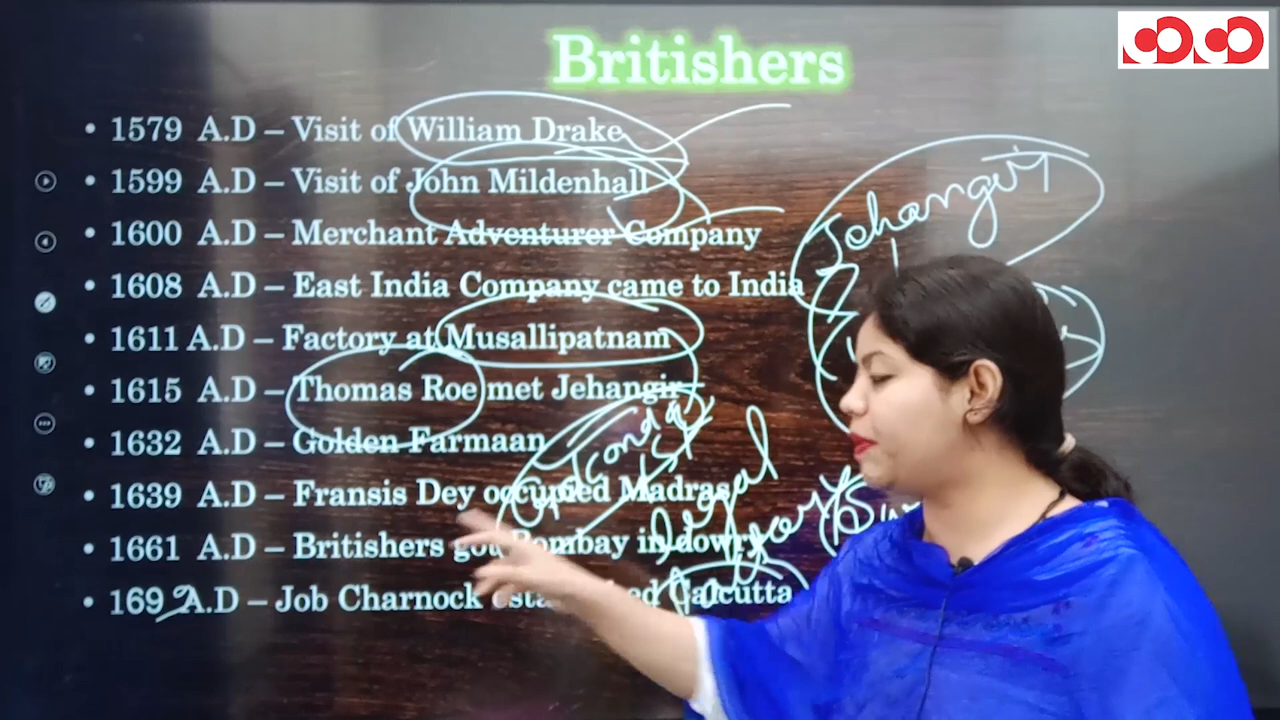 Britishers
• 1579 A.D – Visit of William Drake
• 1599 A.D – Visit of John Mildenhall
• 1600 A.D – Merchant Adventurer Company
• 1608 A.D – East India Company came to India
• 1611 A.D – Factory at Musallipatnam
• 1615 A.D – Thomas Roe met Jehangir
• 1632 A.D – Golden Farmaan
• 1639 A.D – Fransis Dey occupied Madras
• 1661 A.D – Britishers got Bombay in dowry
• 169 A.D – Job Charnock Calcutta
Jehangir
Golconda